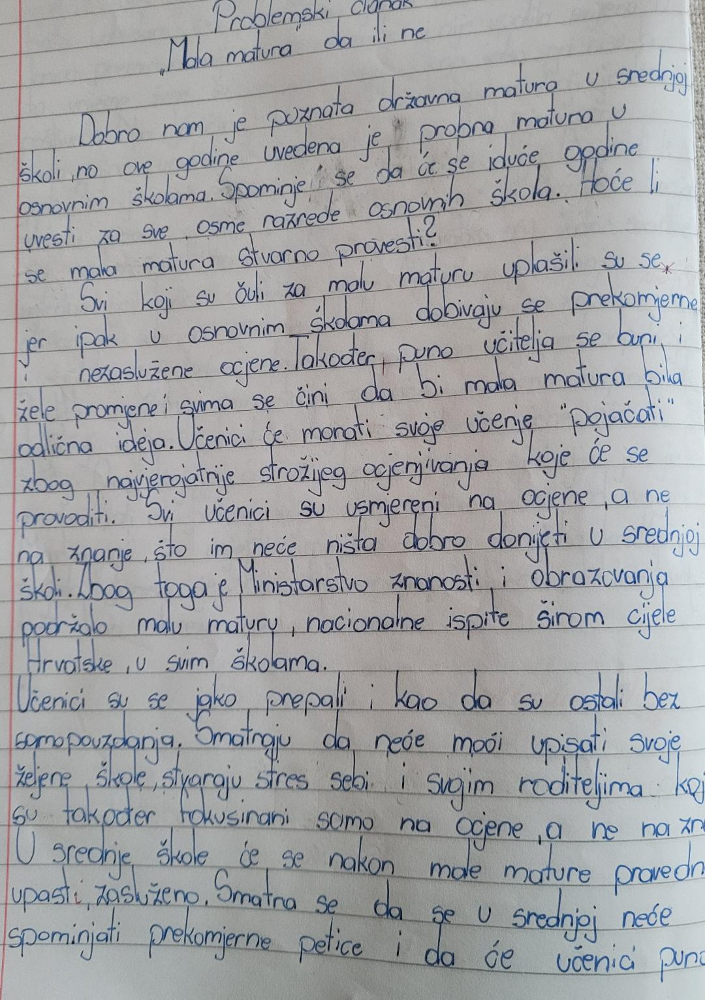 Problemski članak
„Mala matura" da ili ne
Dobro nam je poznata državna matura u srednjoj
školi, no ove godine uvedena je probna matura u
osnovnim školama. Spominje se da će se iduće godine
uvesti za sve osme razrede osnovnih škola. Hoće li
se mala matura stvarno provesti?
Svi koji su čuli za malu maturu uplašili su se,
jer ipak u osnovnim školama dobivaju se prekomjerne
i nezaslužene ocjene. Također, puno učitelja se buni i
žele promjene i svima se čini da bi mala matura bila
odlična ideja. Učenici će morati svoje učenje "pojačati"
zbog najvjerojatnije strožijeg ocjenjivanja koje će se
provoditi. Svi učenici su usmjereni na ocjene, a ne
na znanje, što im neće ništa dobro donijeti u srednjoj
školi. Zbog toga je Ministarstvo znanosti i obrazovanja
podržalo malu maturu, nacionalne ispite širom cijele
Hrvatske, u svim školama.
Učenici su se jako prepali i kao da su ostali bez
samopouzdanja. Smatraju da neće moći upisati svoje
željene škole, stvaraju stres sebi i svojim roditeljima koj
su također fokusirani samo na ocjene, a ne na zn
U srednje škole će se nakon male mature pravedn
upasti, zasluženo. Smatra se da se u srednjoj neće
spominjati prekomjerne petice i da će učenici puno